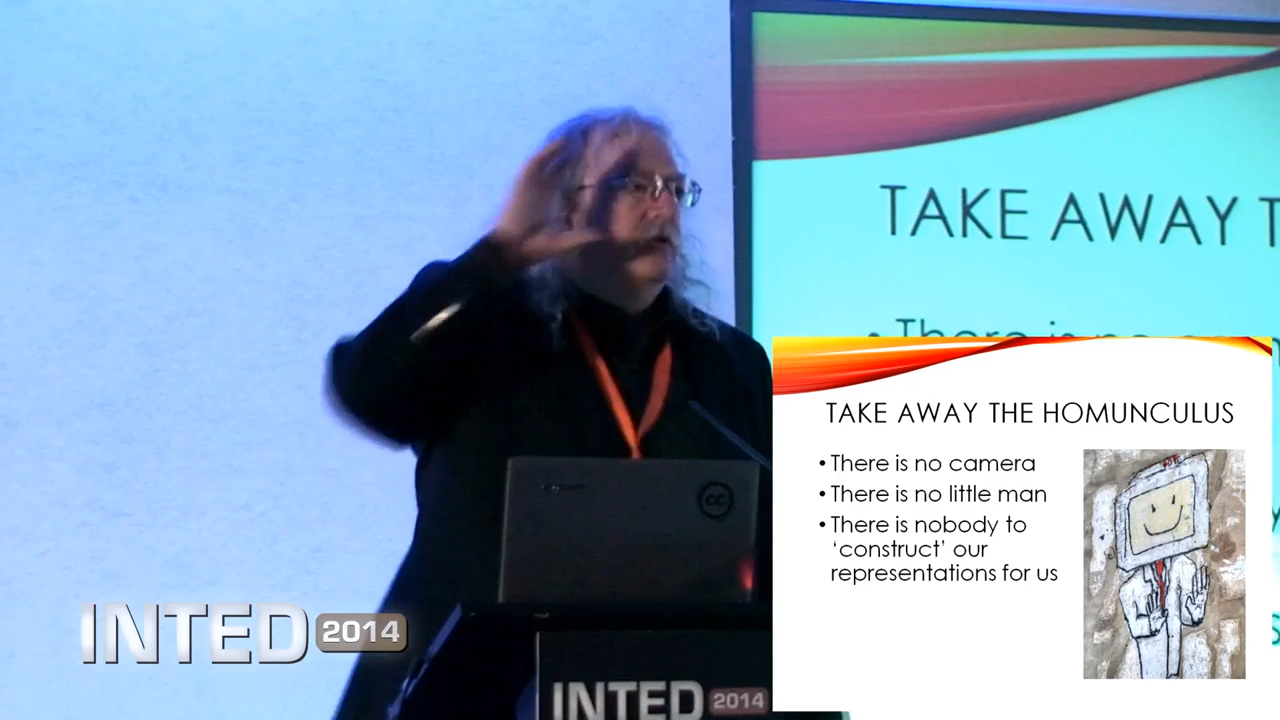 TAKE AWAY T
TAKE AWAY THE HOMUNCULUS
• There is no camera
• There is no little man
• There is nobody to
‘construct’ our
representations for us
cc
INTED 2014
INTED 2014